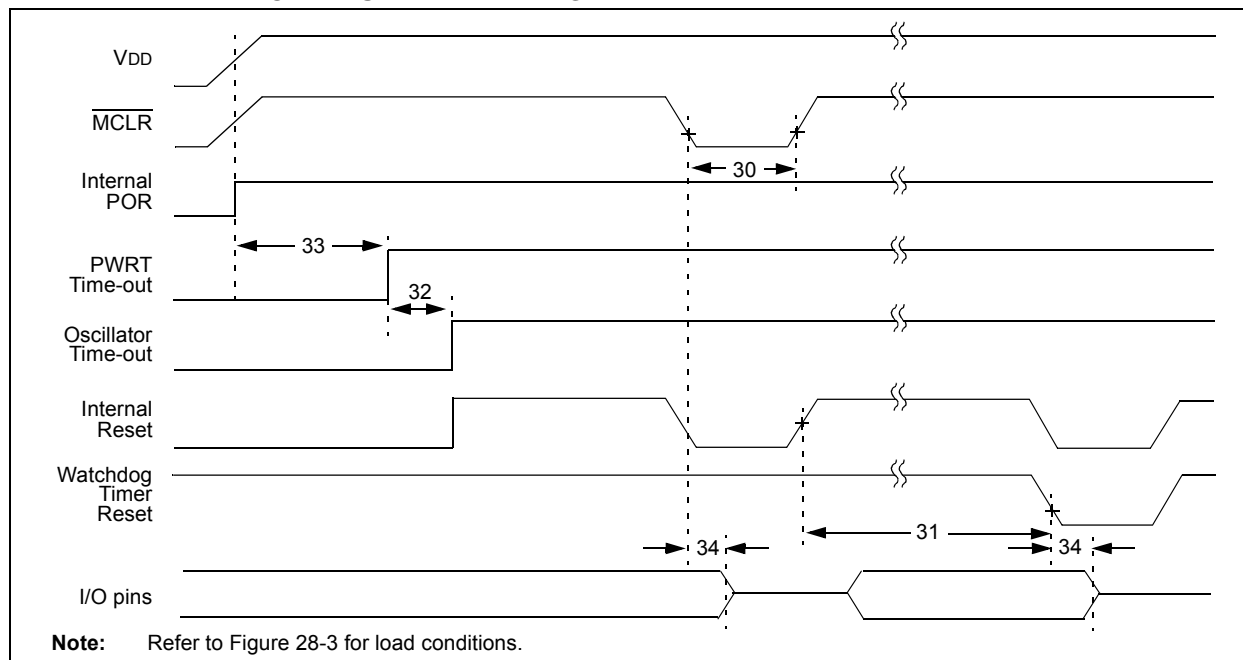 VDD
MCLR
30
Internal
POR
33
PWRT
Time-out
32
Oscillator
Time-out
Internal
Reset
Watchdog
Timer
Reset
31
34
34
I/O pins
Note: Refer to Figure 28-3 for load conditions.